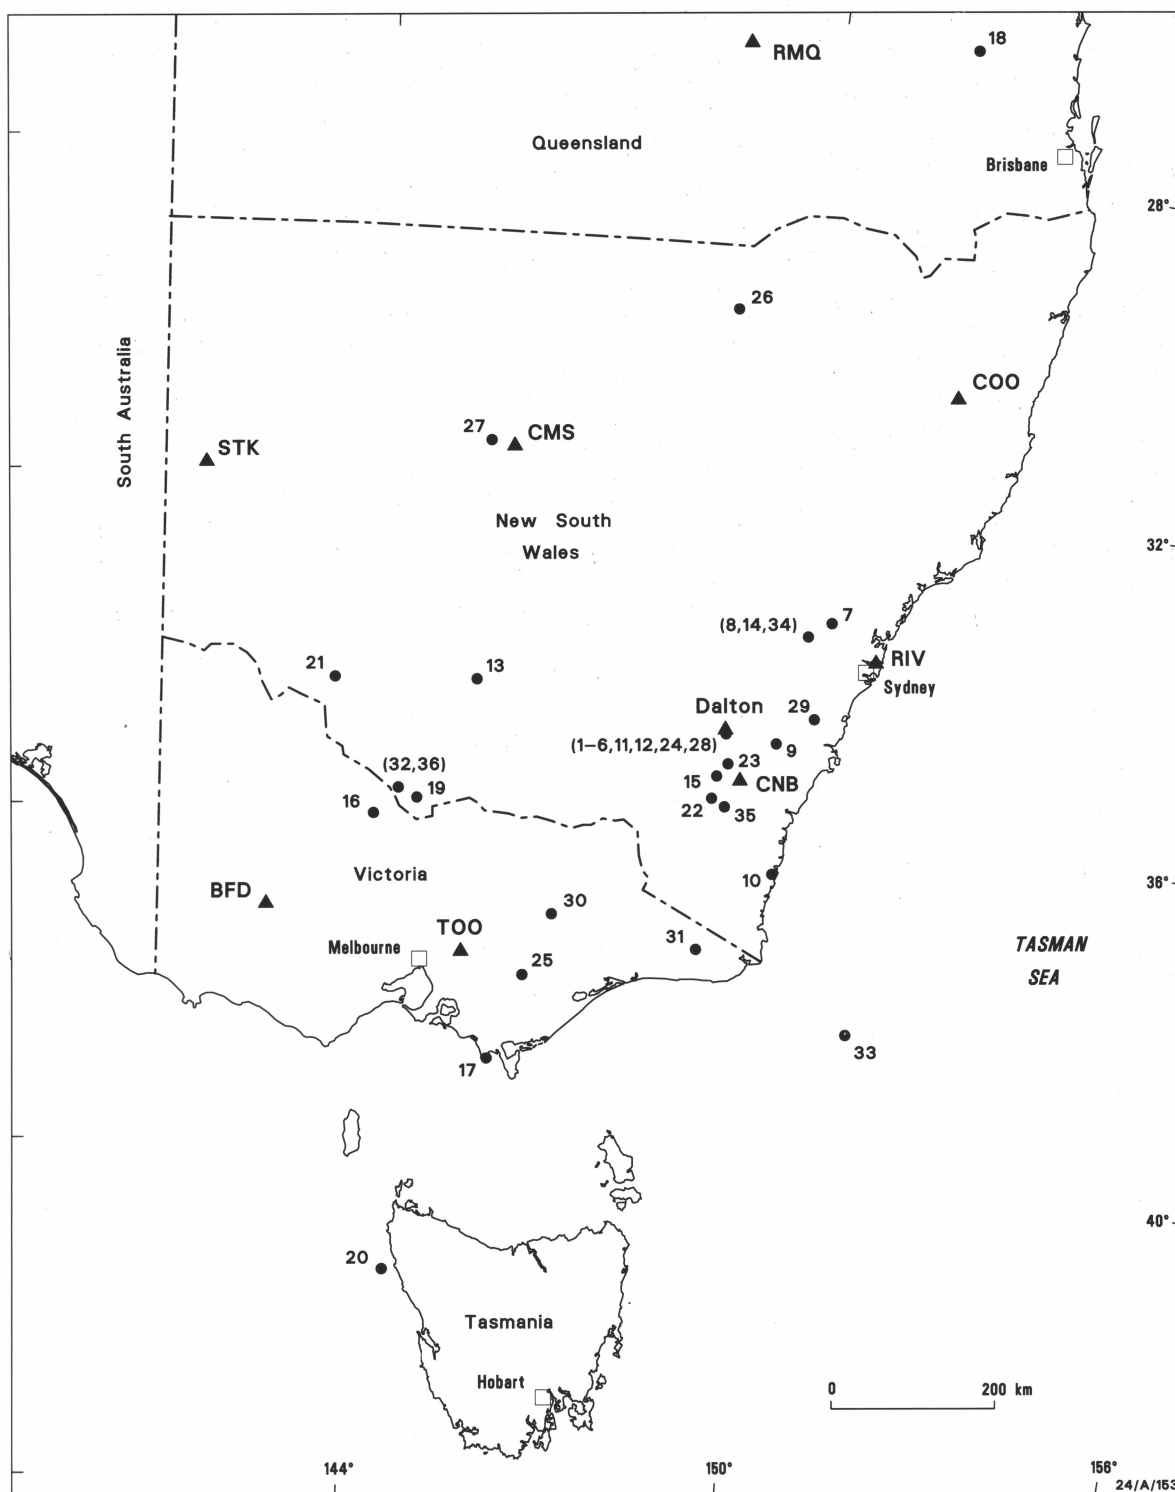 18
RMQ
Queensland
Brisbane
28°
26
South Australia
COO
27
CMS
STK
New South
Wales
32°
(8,14,34)
7
RIV
21
13
Sydney
Dalton
29
(1–6,11,12,24,28)
9
(32,36)
23
15
CNB
16
19
22
35
Victoria
10
36°
BFD
30
TOO
Melbourne
31
TASMAN
SEA
25
33
17
40°
20
Tasmania
Hobart
0
200 km
144°
150°
156°
24/A/153